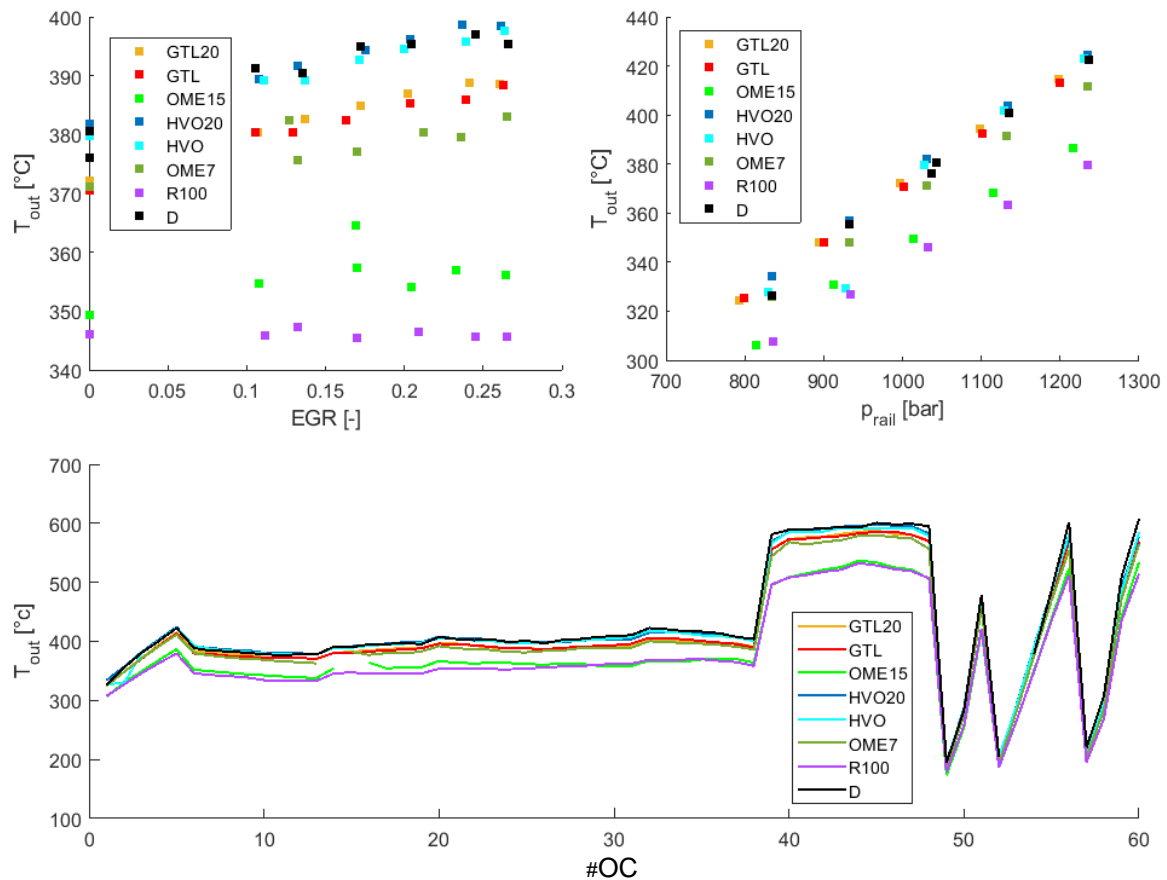 400
390
380
370
360
350
340
T_out [°C]
GTL20
GTL
OME15
HVO20
HVO
OME7
R100
D
0
0.05
0.1
0.15
0.2
0.25
0.3
EGR [-]
440
420
400
380
360
340
320
300
T_out [°C]
GTL20
GTL
OME15
HVO20
HVO
OME7
R100
D
700
800
900
1000
1100
1200
1300
p_rail [bar]
700
600
500
400
300
200
100
T_out [°c]
GTL20
GTL
OME15
HVO20
HVO
OME7
R100
D
0
10
20
30
40
50
60
#OC